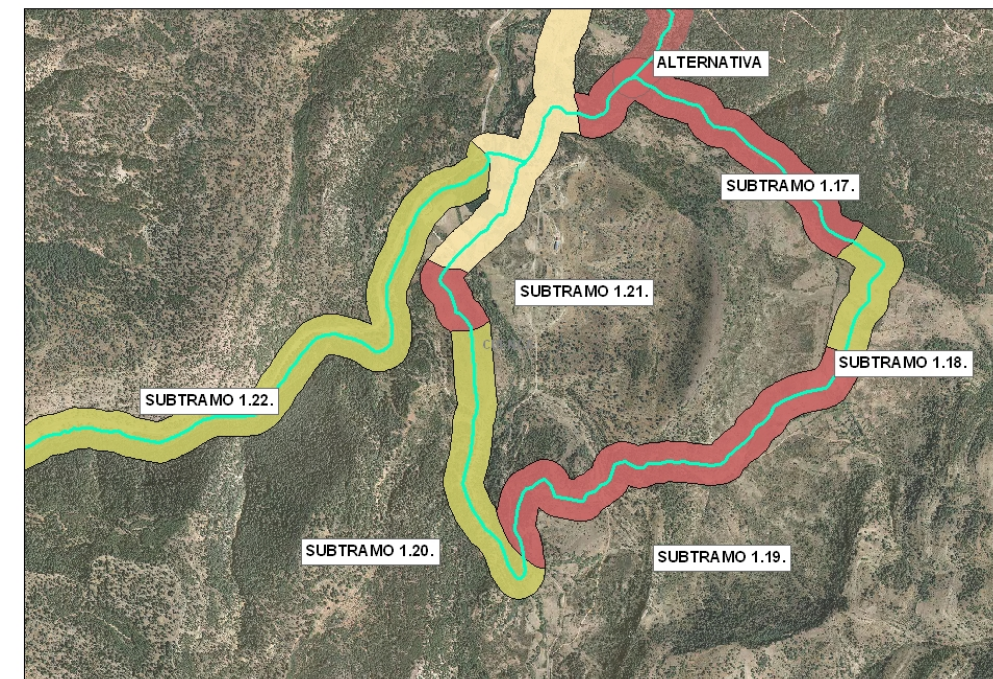 ALTERNATIVA
SUBTRAMO 1.17.
SUBTRAMO 1.21.
SUBTRAMO 1.18.
SUBTRAMO 1.22.
SUBTRAMO 1.20.
SUBTRAMO 1.19.